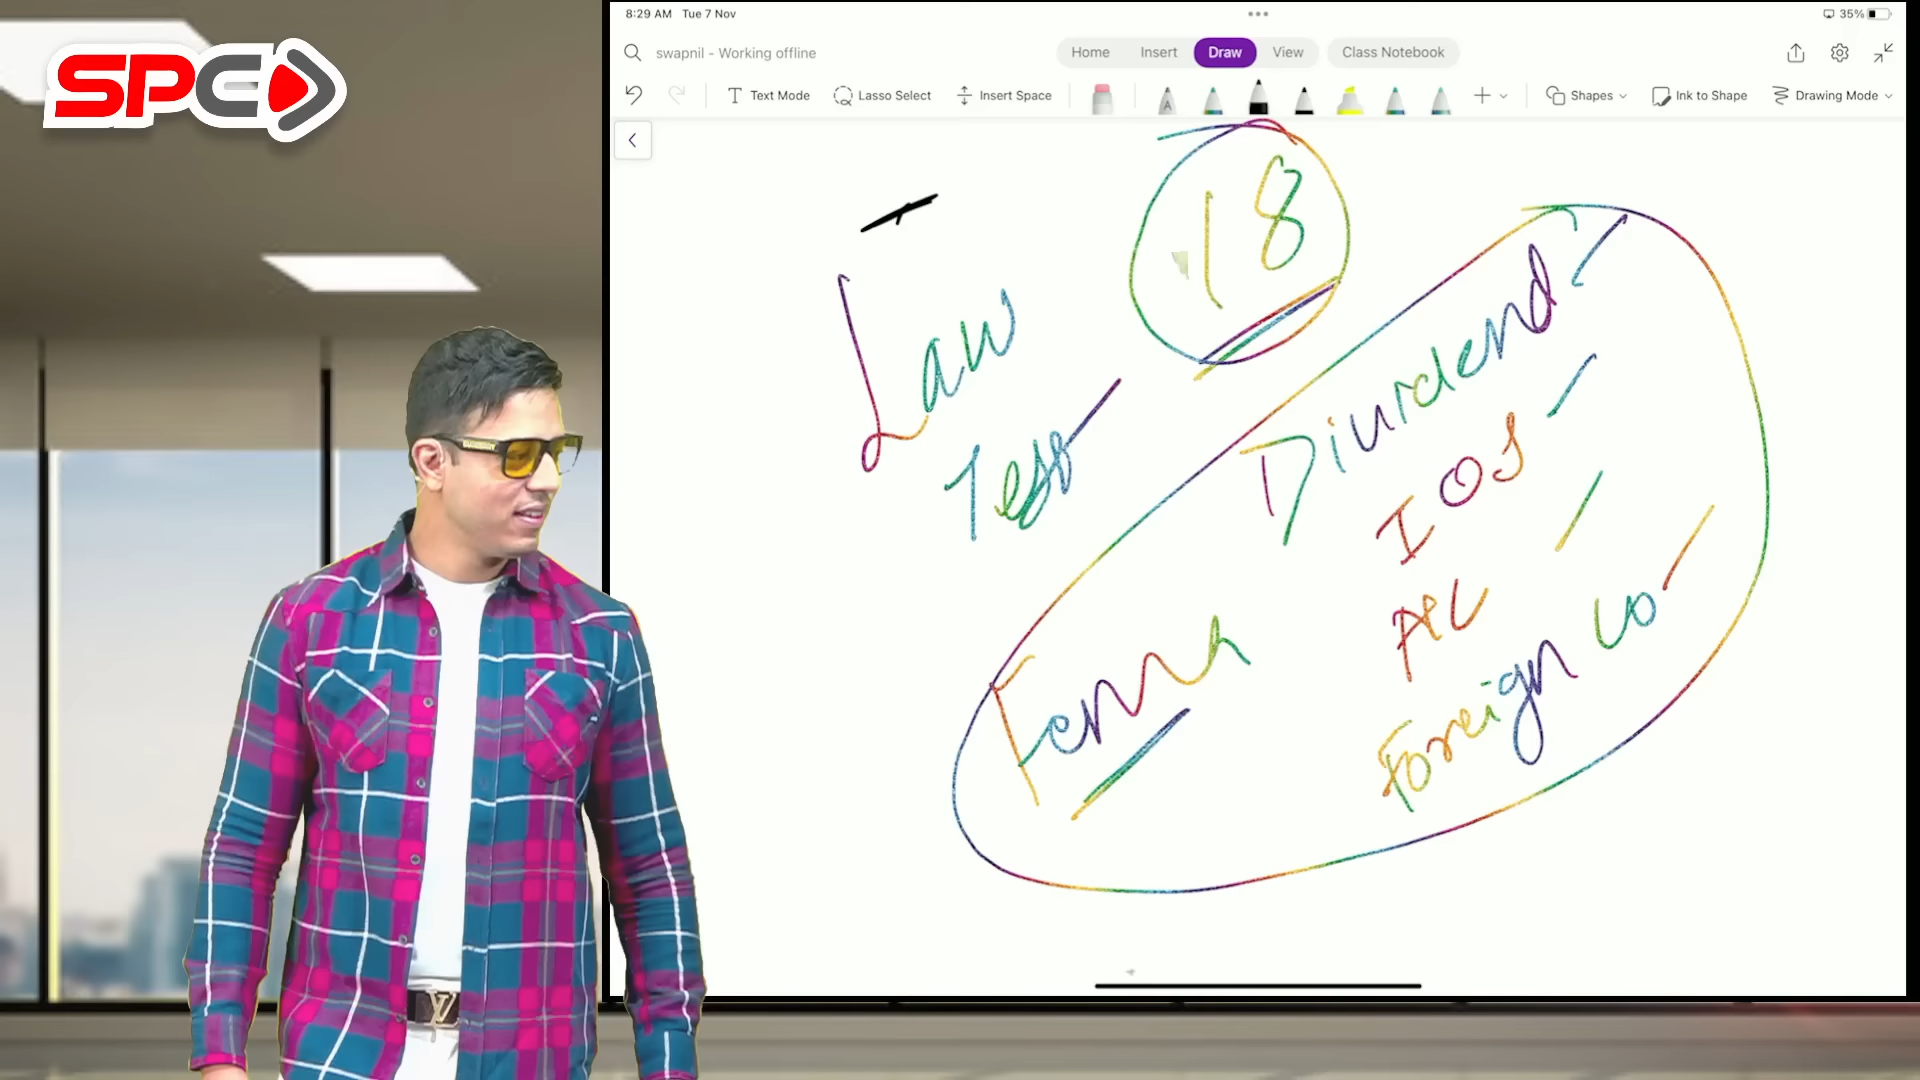 SPC
8:29 AM Tue 7 Nov
35%
swapnil - Working offline
Home Insert Draw View Class Notebook
Text Mode Lasso Select Insert Space Shapes Ink to Shape Drawing Mode
18
Law
Test
Dividend
IOS
Fema
Foreign Co